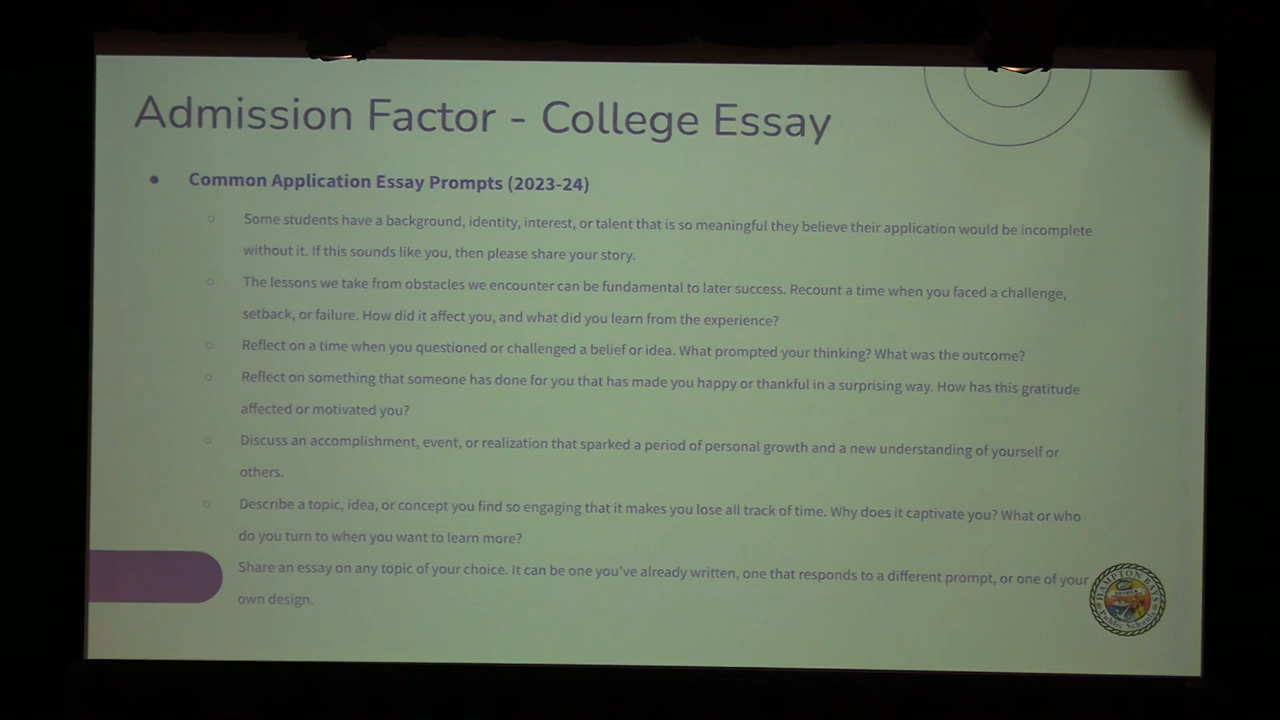 Admission Factor - College Essay
● Common Application Essay Prompts (2023-24)
○ Some students have a background, identity, interest, or talent that is so meaningful they believe their application would be incomplete
without it. If this sounds like you, then please share your story.
○ The lessons we take from obstacles we encounter can be fundamental to later success. Recount a time when you faced a challenge,
setback, or failure. How did it affect you, and what did you learn from the experience?
○ Reflect on a time when you questioned or challenged a belief or idea. What prompted your thinking? What was the outcome?
○ Reflect on something that someone has done for you that has made you happy or thankful in a surprising way. How has this gratitude
affected or motivated you?
○ Discuss an accomplishment, event, or realization that sparked a period of personal growth and a new understanding of yourself or
others.
○ Describe a topic, idea, or concept you find so engaging that it makes you lose all track of time. Why does it captivate you? What or who
do you turn to when you want to learn more?
Share an essay on any topic of your choice. It can be one you've already written, one that responds to a different prompt, or one of your
own design.
HAMPTON BAYS
Public Schools